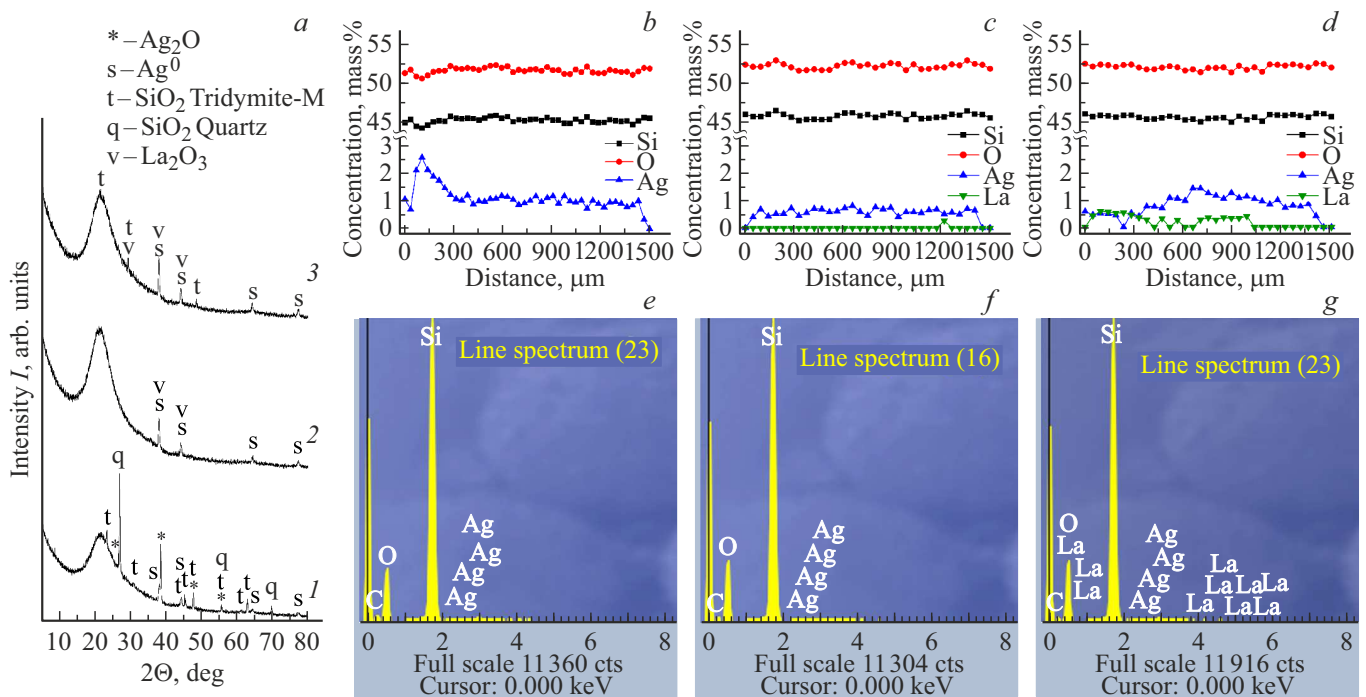 a
* – Ag2O
s – Ag0
t – SiO2 Tridymite-M
q – SiO2 Quartz
v – La2O3
t
t
v
v
s
v
s
t
s
s
3
v
s
v
s
s
s
2
q
t
*
t
*
s
s
t
t
t
*
q
t
*
t
s
q
s
1
10 20 30 40 50 60 70 80
2Θ, deg
Intensity I, arb. units
b
Concentration, mass %
55
50
45
3
2
1
0
Si
O
Ag
0 300 600 900 1200 1500
Distance, μm
c
Concentration, mass %
55
50
45
3
2
1
0
Si
O
Ag
La
0 300 600 900 1200 1500
Distance, μm
d
Concentration, mass %
55
50
45
3
2
1
0
Si
O
Ag
La
0 300 600 900 1200 1500
Distance, μm
e
Si
Line spectrum (23)
Ag
Ag
Ag
Ag
O
C
0 2 4 6 8
Full scale 11 360 cts
Cursor: 0.000 keV
f
Si
Line spectrum (16)
Ag
Ag
Ag
Ag
O
C
0 2 4 6 8
Full scale 11 304 cts
Cursor: 0.000 keV
g
Si
Line spectrum (23)
O
La
La
La
C
Ag
Ag
Ag
Ag
La
La La La
La La La
0 2 4 6 8
Full scale 11 916 cts
Cursor: 0.000 keV